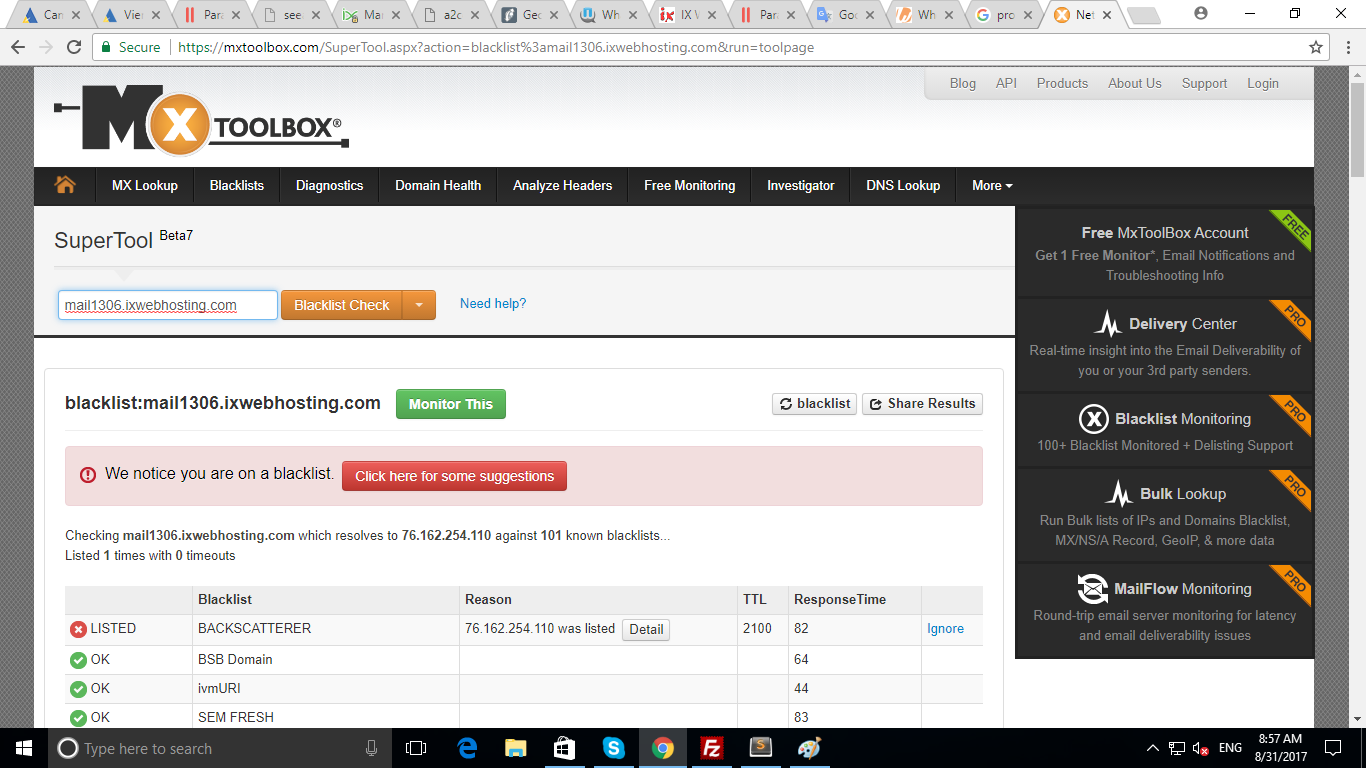 Can
Vie
Para
see
Ma
a2c
Geo
Wh
IX V
Para
Goo
Wh
pro
Net
Secure
https://mxtoolbox.com/SuperTool.aspx?action=blacklist%3amail1306.ixwebhosting.com&run=toolpage
Blog API Products About Us Support Login
MX TOOLBOX®
MX Lookup Blacklists Diagnostics Domain Health Analyze Headers Free Monitoring Investigator DNS Lookup More
SuperTool Beta7
mail1306.ixwebhosting.com Blacklist Check Need help?
blacklist:mail1306.ixwebhosting.com Monitor This blacklist Share Results
We notice you are on a blacklist. Click here for some suggestions
Checking mail1306.ixwebhosting.com which resolves to 76.162.254.110 against 101 known blacklists...
Listed 1 times with 0 timeouts
Blacklist Reason TTL ResponseTime
LISTED BACKSCATTERER 76.162.254.110 was listed Detail 2100 82 Ignore
OK BSB Domain 64
OK ivmURI 44
OK SEM FRESH 83
FREE
Free MxToolBox Account
Get 1 Free Monitor*, Email Notifications and
Troubleshooting Info
PRO
Delivery Center
Real-time insight into the Email Deliverability of
you or your 3rd party senders.
PRO
Blacklist Monitoring
100+ Blacklist Monitored + Delisting Support
PRO
Bulk Lookup
Run Bulk lists of IPs and Domains Blacklist,
MX/NS/A Record, GeoIP, & more data
PRO
MailFlow Monitoring
Round-trip email server monitoring for latency
and email deliverability issues
Type here to search
ENG
8:57 AM
8/31/2017